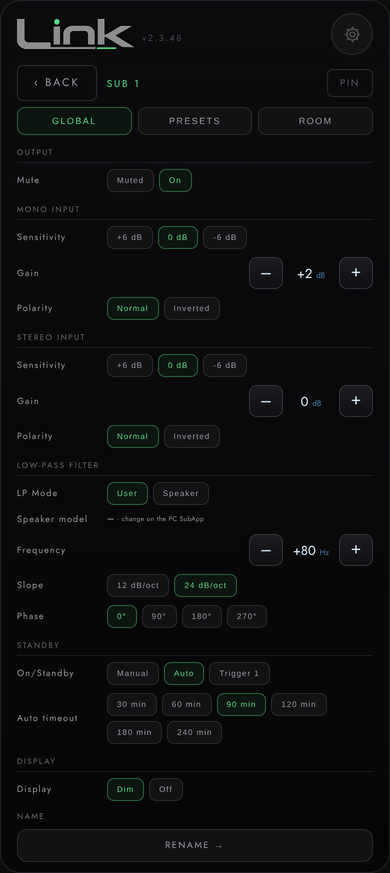 Link v2.3.48
‹ BACK SUB 1 PIN
GLOBAL PRESETS ROOM
OUTPUT
Mute Muted On
MONO INPUT
Sensitivity +6 dB 0 dB -6 dB
Gain − +2 dB +
Polarity Normal Inverted
STEREO INPUT
Sensitivity +6 dB 0 dB -6 dB
Gain − 0 dB +
Polarity Normal Inverted
LOW-PASS FILTER
LP Mode User Speaker
Speaker model — · change on the PC SubApp
Frequency − +80 Hz +
Slope 12 dB/oct 24 dB/oct
Phase 0° 90° 180° 270°
STANDBY
On/Standby Manual Auto Trigger 1
Auto timeout 30 min 60 min 90 min 120 min
180 min 240 min
DISPLAY
Display Dim Off
NAME
RENAME →